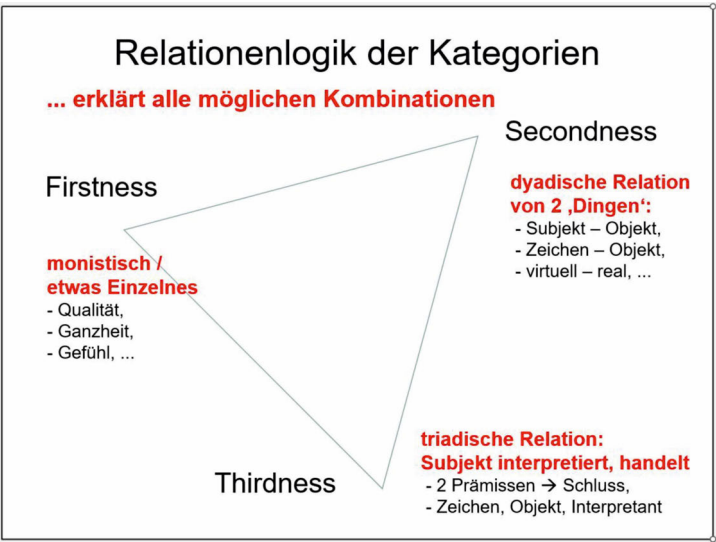 Relationenlogik der Kategorien
... erklärt alle möglichen Kombinationen
Secondness
Firstness
dyadische Relation
von 2 ‚Dingen‘:
- Subjekt – Objekt,
- Zeichen – Objekt,
- virtuell – real, ...
monistisch /
etwas Einzelnes
- Qualität,
- Ganzheit,
- Gefühl, ...
triadische Relation:
Subjekt interpretiert, handelt
- 2 Prämissen → Schluss,
- Zeichen, Objekt, Interpretant
Thirdness